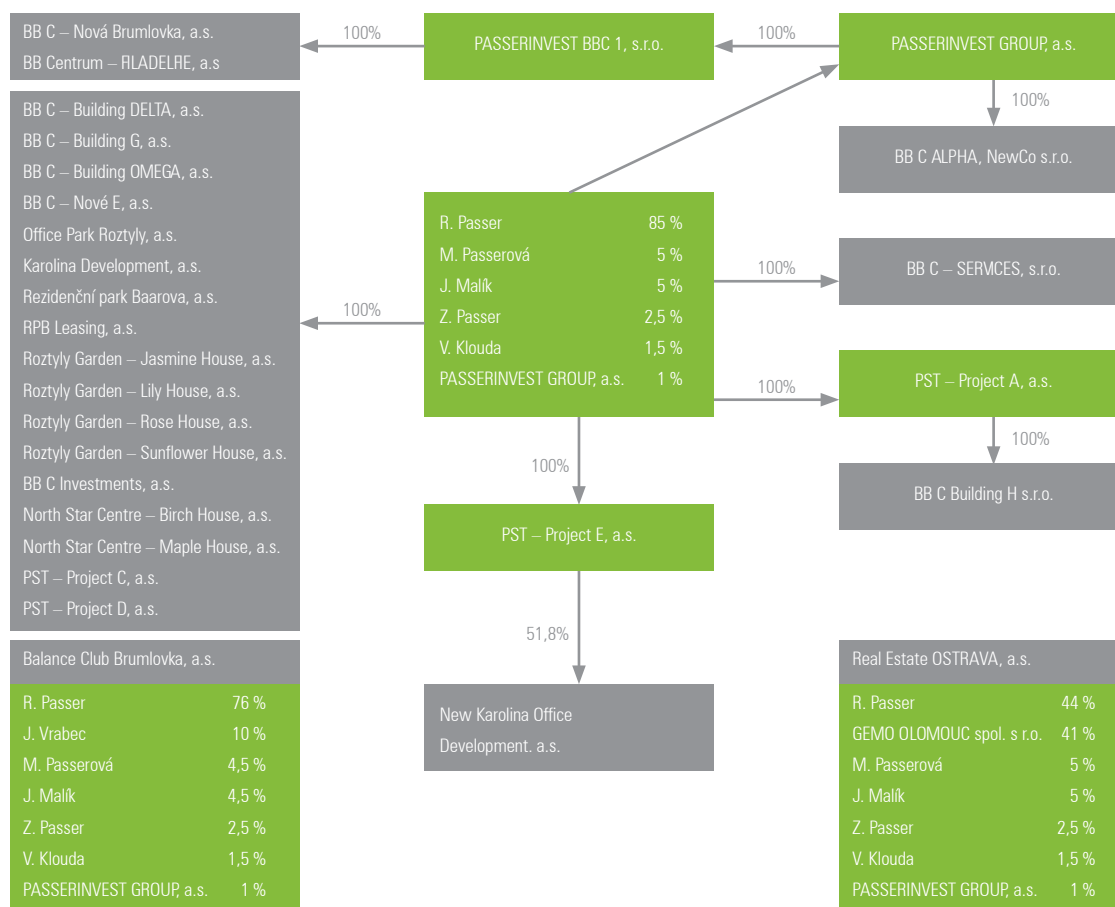 BB C – Nová Brumlovka, a.s.
BB Centrum – FILADELFIE, a.s
100%
PASSERINVEST BBC 1, s.r.o.
100%
PASSERINVEST GROUP, a.s.
100%
BB C ALPHA, NewCo s.r.o.
BB C – Building DELTA, a.s.
BB C – Building G, a.s.
BB C – Building OMEGA, a.s.
BB C – Nové E, a.s.
Office Park Roztyly, a.s.
Karolina Development, a.s.
Rezidenční park Baarova, a.s.
RPB Leasing, a.s.
Roztyly Garden – Jasmine House, a.s.
Roztyly Garden – Lily House, a.s.
Roztyly Garden – Rose House, a.s.
Roztyly Garden – Sunflower House, a.s.
BB C Investments, a.s.
North Star Centre – Birch House, a.s.
North Star Centre – Maple House, a.s.
PST – Project C, a.s.
PST – Project D, a.s.
100%
R. Passer 85 %
M. Passerová 5 %
J. Malík 5 %
Z. Passer 2,5 %
V. Klouda 1,5 %
PASSERINVEST GROUP, a.s. 1 %
100%
BB C – SERVICES, s.r.o.
100%
PST – Project A, a.s.
100%
BB C Building H s.r.o.
100%
PST – Project E, a.s.
51,8%
New Karolina Office
Development. a.s.
Balance Club Brumlovka, a.s.
R. Passer 76 %
J. Vrabec 10 %
M. Passerová 4,5 %
J. Malík 4,5 %
Z. Passer 2,5 %
V. Klouda 1,5 %
PASSERINVEST GROUP, a.s. 1 %
Real Estate OSTRAVA, a.s.
R. Passer 44 %
GEMO OLOMOUC spol. s r.o. 41 %
M. Passerová 5 %
J. Malík 5 %
Z. Passer 2,5 %
V. Klouda 1,5 %
PASSERINVEST GROUP, a.s. 1 %